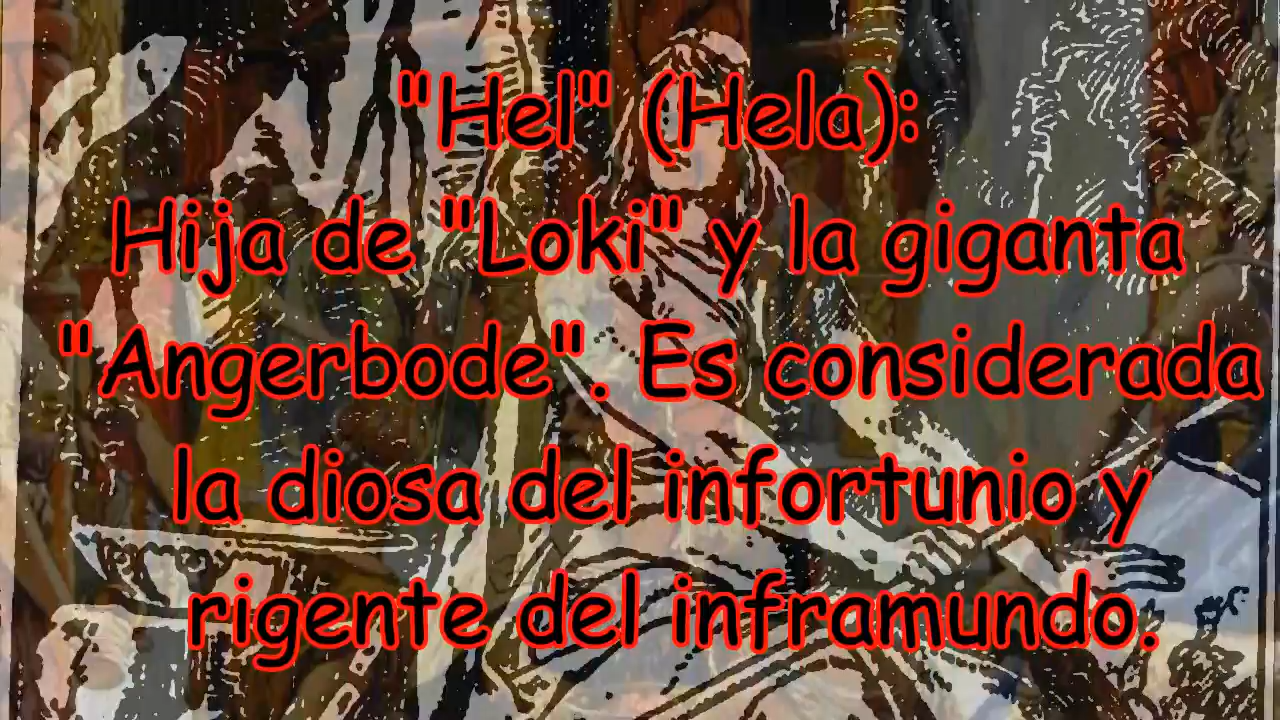 "Hel" (Hela):
Hija de "Loki" y la giganta
"Angerbode". Es considerada
la diosa del infortunio y
rigente del inframundo.